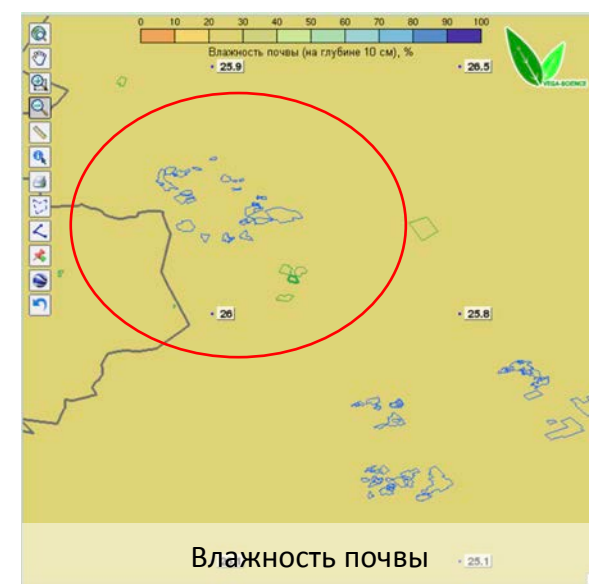 0 10 20 30 40 50 60 70 80 90 100
Влажность почвы (на глубине 10 см), %
25.9 26.5
VEGA-SCIENCE
26 25.8
Влажность почвы 25.1